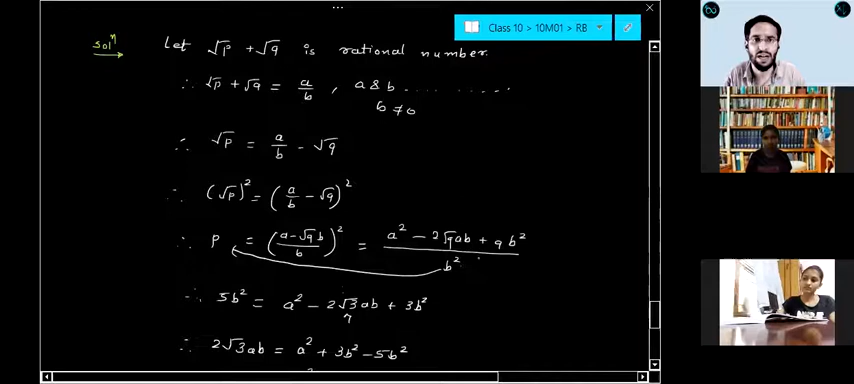 Class 10 > 10M01 > RB
Solⁿ Let √p + √q is rational number.
∴ √p + √q = a/b , a & b ..........
b ≠ 0
∴ √p = a/b - √q
∴ (√p)² = (a/b - √q)²
∴ p = ((a-√q b)/b)² = (a² - 2√q ab + q b²)/b²
∴ 5b² = a² - 2√3 ab + 3b²
∴ 2√3 ab = a² + 3b² - 5b²